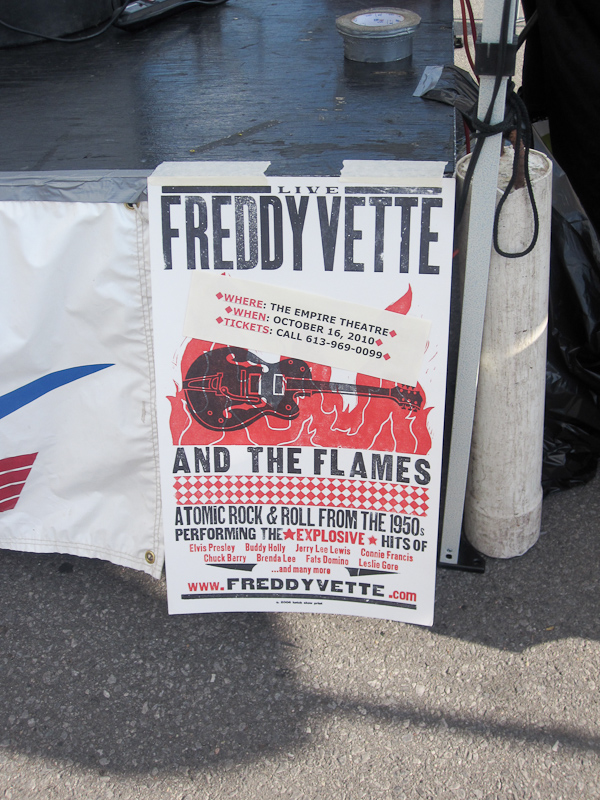 LIVE
FREDDY VETTE
◆WHERE: THE EMPIRE THEATRE◆
◆WHEN: OCTOBER 16, 2010◆
◆TICKETS: CALL 613-969-0099◆
AND THE FLAMES
ATOMIC ROCK & ROLL FROM THE 1950s
PERFORMING THE ★EXPLOSIVE★ HITS OF
Elvis Presley Buddy Holly Jerry Lee Lewis Connie Francis
Chuck Berry Brenda Lee Fats Domino Leslie Gore
...and many more
www.FREDDYVETTE.com